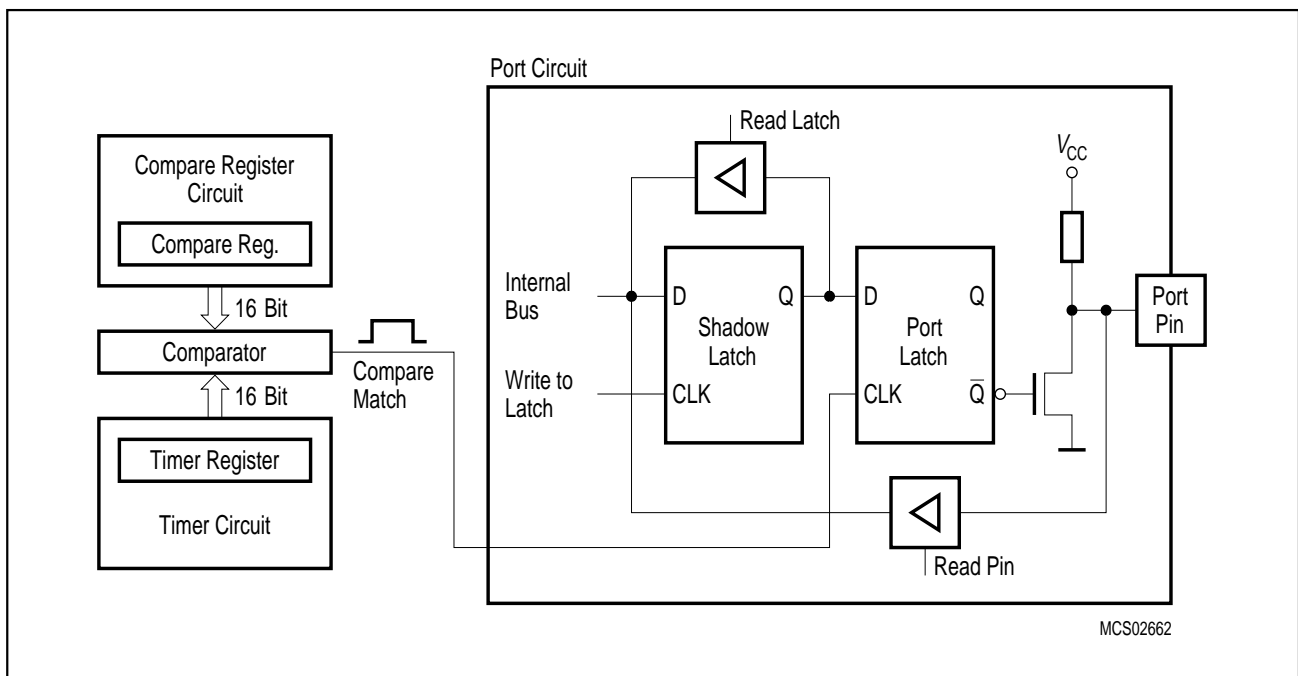 Port Circuit
Read Latch
V_CC
Compare Register
Circuit
Compare Reg.
16 Bit
Comparator
Compare
Match
16 Bit
Timer Register
Timer Circuit
Internal
Bus
D
Q
Shadow
Latch
Write to
Latch
CLK
D
Q
Port
Latch
CLK
Q̅
Port
Pin
Read Pin
MCS02662